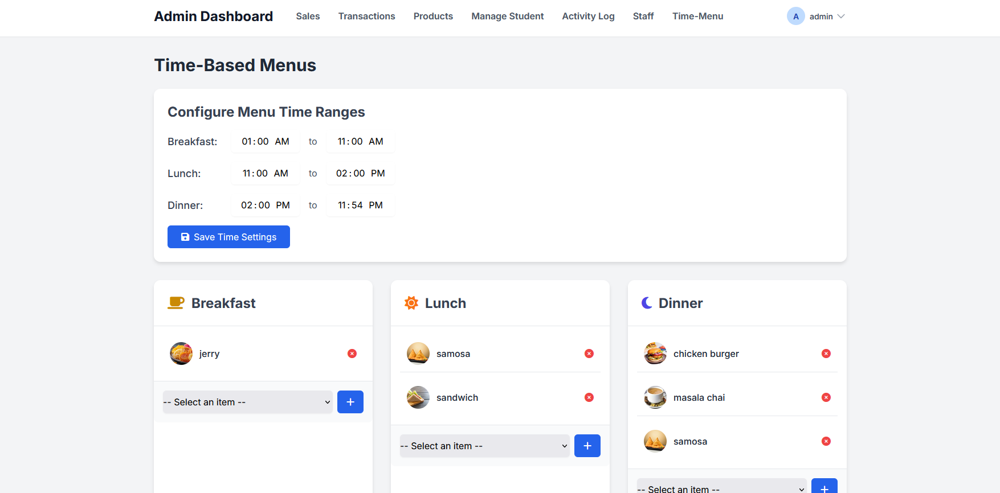 Admin Dashboard Sales Transactions Products Manage Student Activity Log Staff Time-Menu A admin
Time-Based Menus
Configure Menu Time Ranges
Breakfast: 01:00 AM to 11:00 AM
Lunch: 11:00 AM to 02:00 PM
Dinner: 02:00 PM to 11:54 PM
Save Time Settings
Breakfast
jerry
-- Select an item --
Lunch
samosa
sandwich
-- Select an item --
Dinner
chicken burger
masala chai
samosa
-- Select an item --